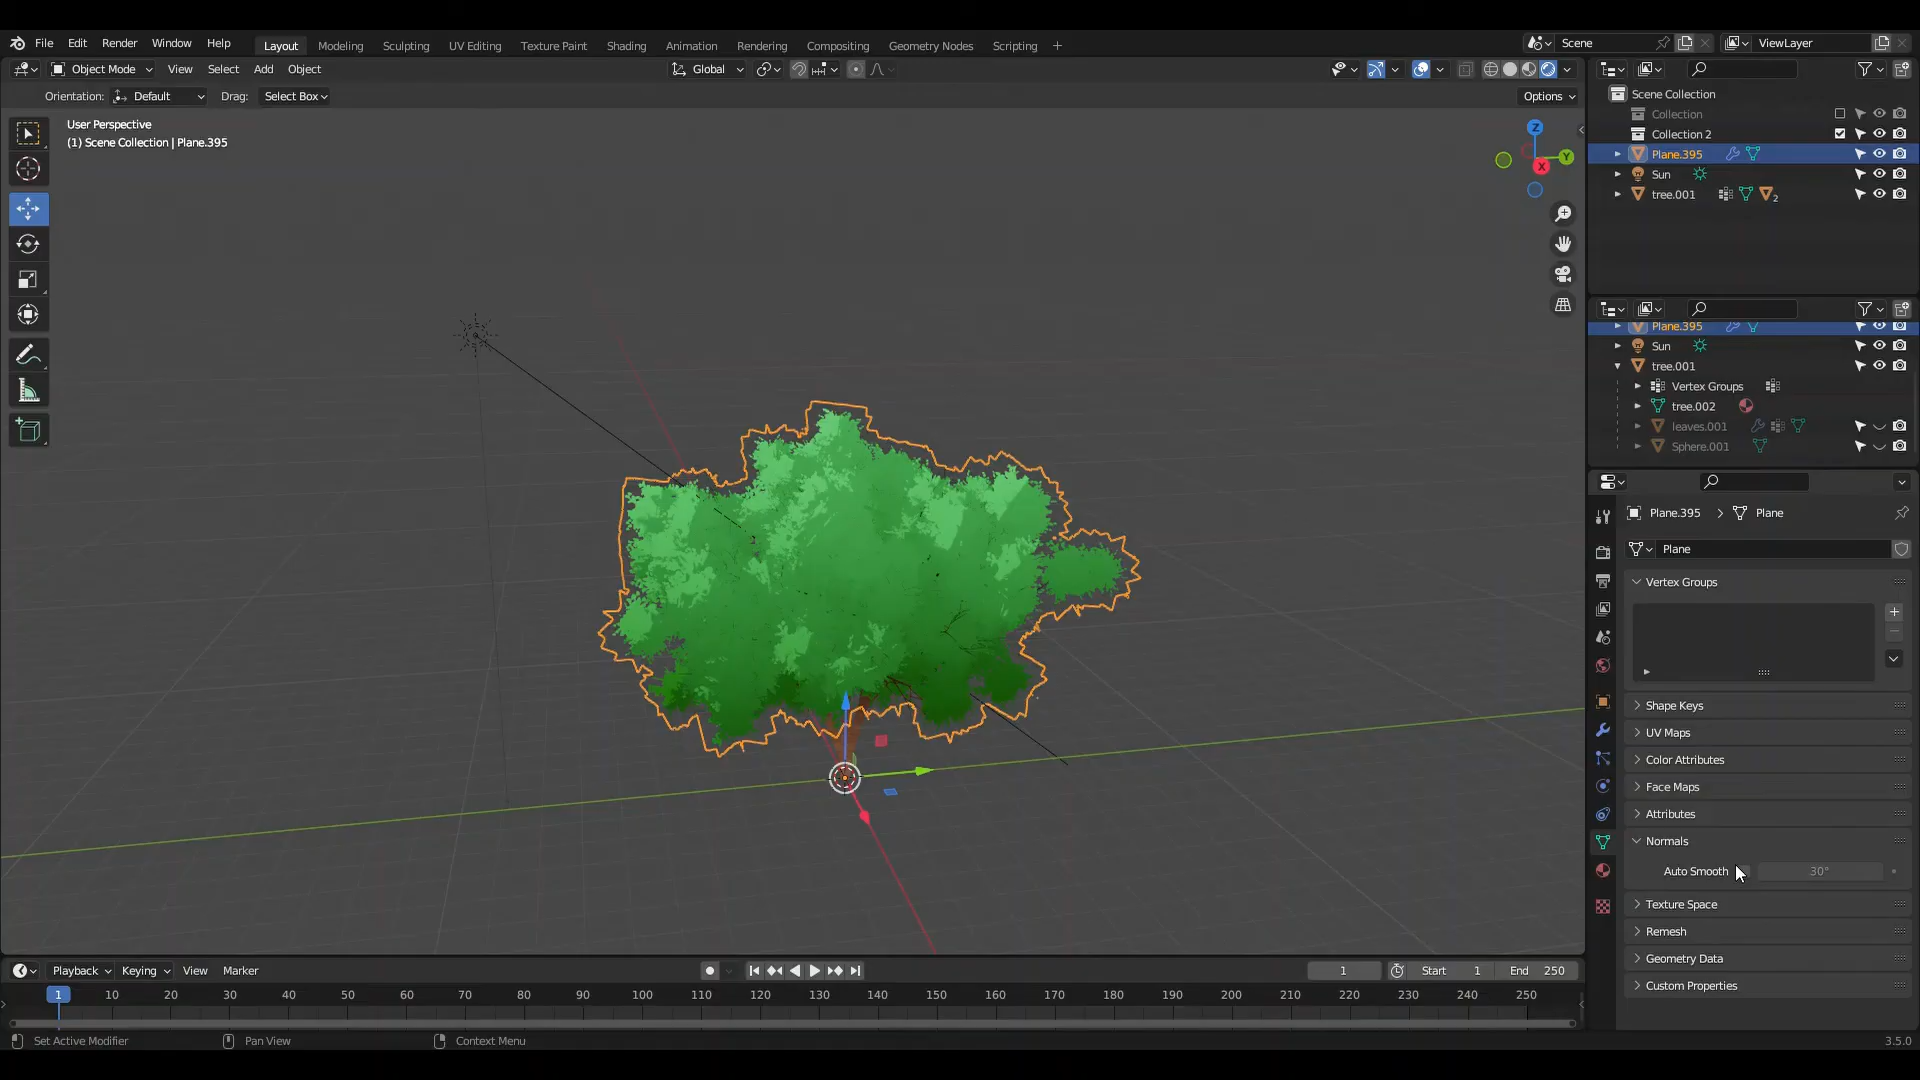 File Edit Render Window Help Layout Modeling Sculpting UV Editing Texture Paint Shading Animation Rendering Compositing Geometry Nodes Scripting + Scene ViewLayer
Object Mode View Select Add Object Global
Orientation: Default Drag: Select Box Options
User Perspective
(1) Scene Collection | Plane.395
Z
Y
X
Scene Collection
Collection
Collection 2
Plane.395
Sun
tree.001 2
Plane.395
Sun
tree.001
Vertex Groups
tree.002
leaves.001
Sphere.001
Plane.395 > Plane
Plane
Vertex Groups
Shape Keys
UV Maps
Color Attributes
Face Maps
Attributes
Normals
Auto Smooth 30°
Texture Space
Remesh
Geometry Data
Custom Properties
Playback Keying View Marker 1 Start 1 End 250
1 10 20 30 40 50 60 70 80 90 100 110 120 130 140 150 160 170 180 190 200 210 220 230 240 250
Set Active Modifier Pan View Context Menu 3.5.0